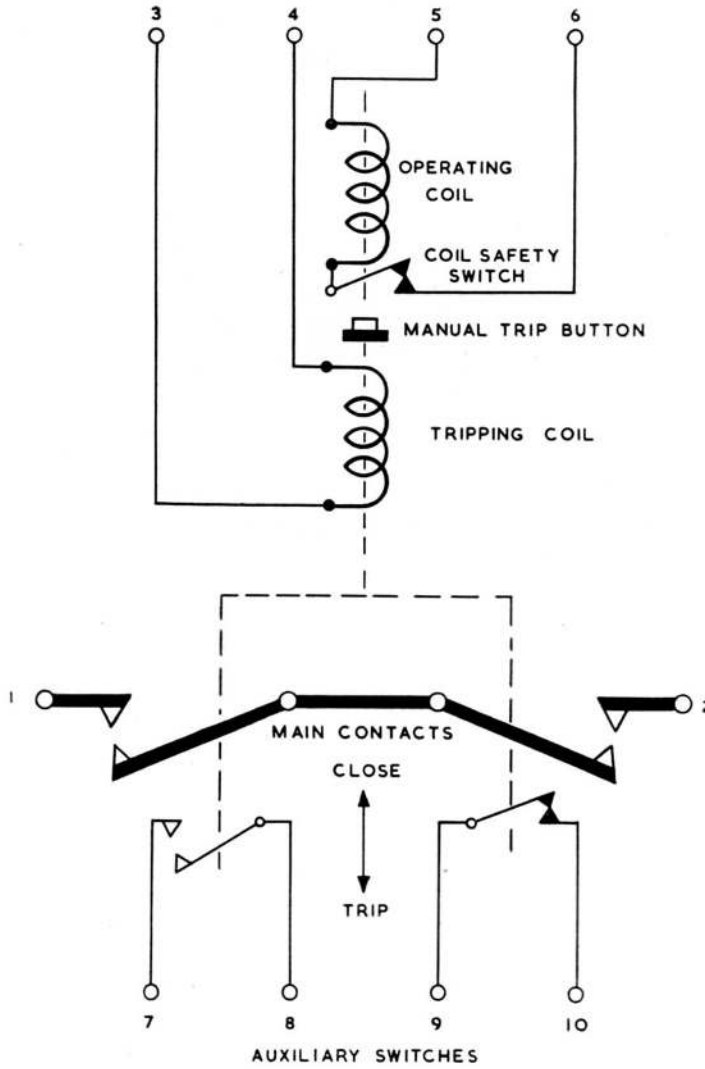 3 4 5 6
OPERATING
COIL
COIL SAFETY
SWITCH
MANUAL TRIP BUTTON
TRIPPING COIL
1 2
MAIN CONTACTS
CLOSE
TRIP
7 8 9 10
AUXILIARY SWITCHES